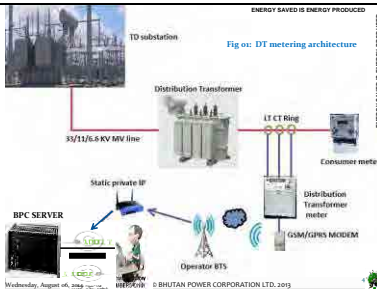 ENERGY SAVED IS ENERGY PRODUCED
TD substation
Fig 01: DT metering architecture
Distribution Transformer
LT CT Ring
33/11/6.6 KV MV line
Consumer mete
Static private IP
Distribution
Transformer
meter
BPC SERVER
GSM/GPRS MODEM
Operator BTS
Wednesday, August 06,
© BHUTAN POWER CORPORATION LTD, 2013